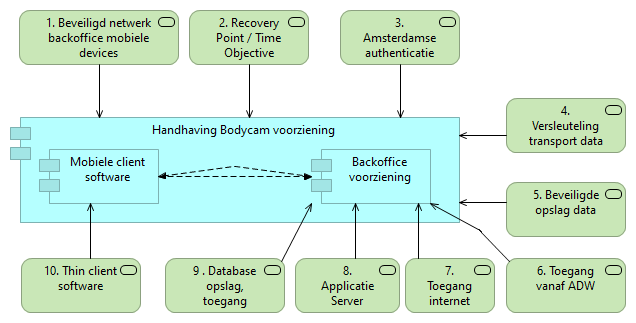 1. Beveiligd netwerk
backoffice mobiele
devices
2. Recovery
Point / Time
Objective
3.
Amsterdamse
authenticatie
Handhaving Bodycam voorziening
4.
Versleuteling
transport data
Mobiele client
software
Backoffice
voorziening
5. Beveiligde
opslag data
10. Thin client
software
9 . Database
opslag,
toegang
8.
Applicatie
Server
7.
Toegang
internet
6. Toegang
vanaf ADW